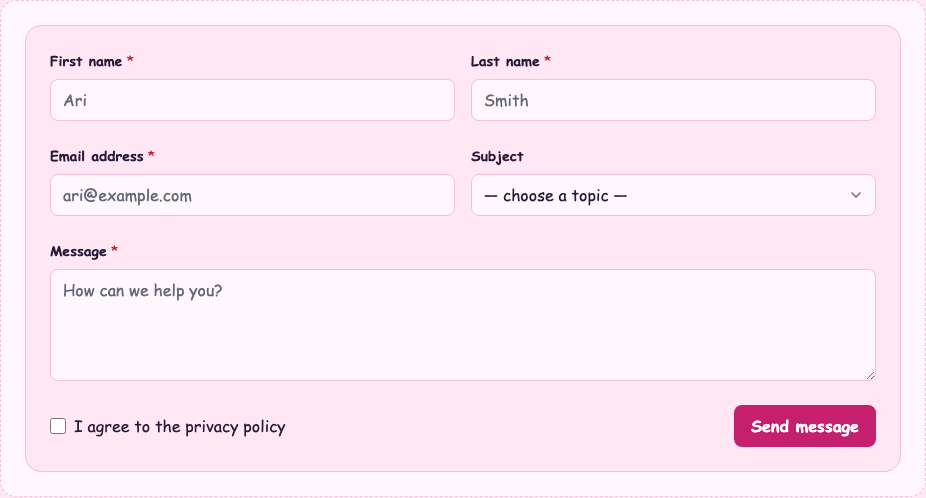 First name *
Last name *
Ari
Smith
Email address *
Subject
ari@example.com
— choose a topic —
Message *
How can we help you?
I agree to the privacy policy
Send message